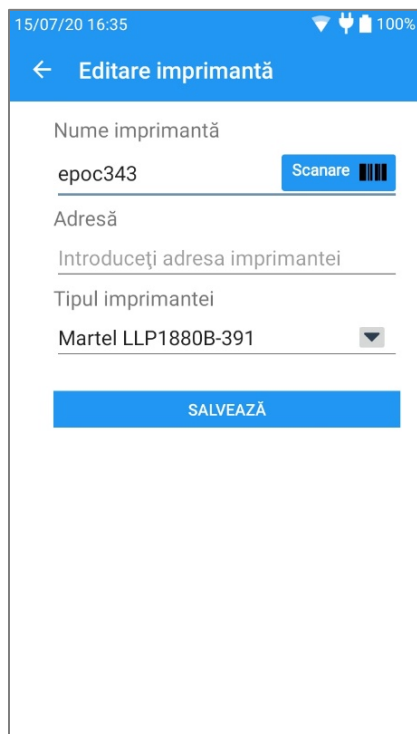 15/07/20 16:35 100%
Editare imprimantă
Nume imprimantă
epoc343 Scanare
Adresă
Introduceţi adresa imprimantei
Tipul imprimantei
Martel LLP1880B-391
SALVEAZĂ